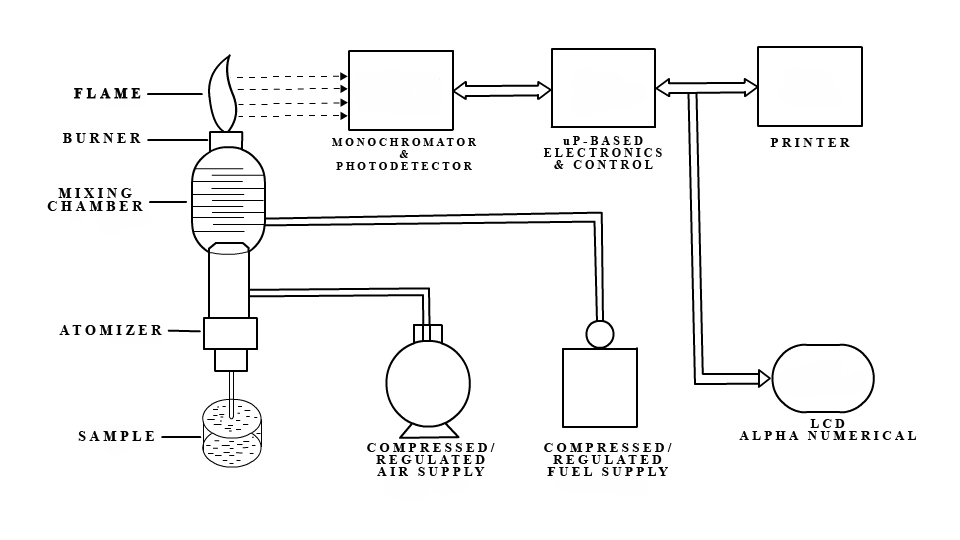 FLAME
BURNER
MIXING
CHAMBER
ATOMIZER
SAMPLE
MONOCHROMATOR
&
PHOTODETECTOR
uP-BASED
ELECTRONICS
& CONTROL
PRINTER
COMPRESSED/
REGULATED
AIR SUPPLY
COMPRESSED/
REGULATED
FUEL SUPPLY
LCD
ALPHA NUMERICAL